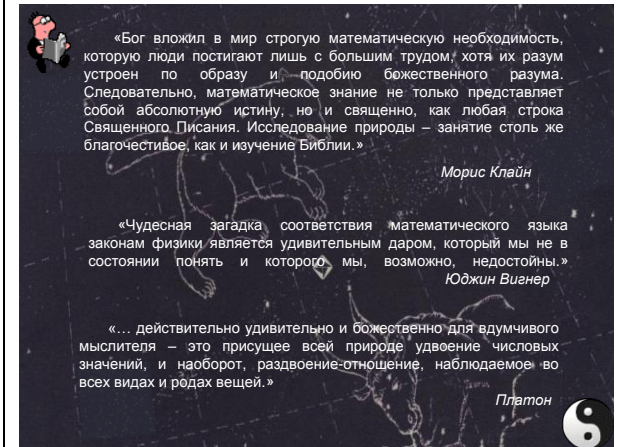 «Бог вложил в мир строгую математическую необходимость,
которую люди постигают лишь с большим трудом, хотя их разум
устроен по образу и подобию божественного разума.
Следовательно, математическое знание не только представляет
собой абсолютную истину, но и священно, как любая строка
Священного Писания. Исследование природы – занятие столь же
благочестивое, как и изучение Библии.»
Морис Клайн
«Чудесная загадка соответствия математического языка
законам физики является удивительным даром, который мы не в
состоянии понять и которого мы, возможно, недостойны.»
Юджин Вигнер
«... действительно удивительно и божественно для вдумчивого
мыслителя – это присущее всей природе удвоение числовых
значений, и наоборот, раздвоение-отношение, наблюдаемое во
всех видах и родах вещей.»
Платон